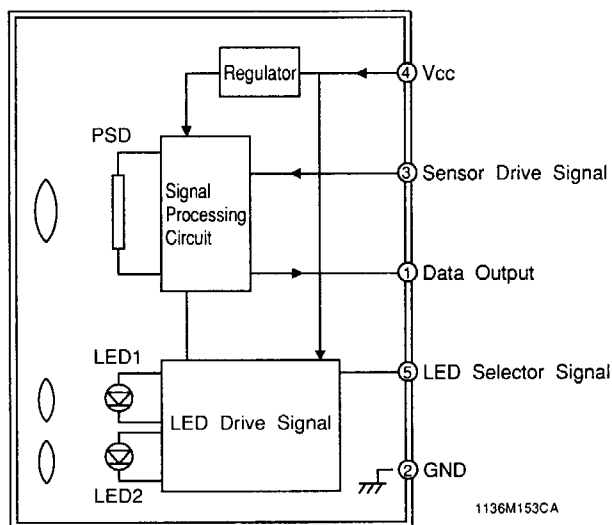 Regulator
④ Vcc
PSD
③ Sensor Drive Signal
Signal
Processing
Circuit
① Data Output
LED1
⑤ LED Selector Signal
LED Drive Signal
② GND
LED2
1136M153CA